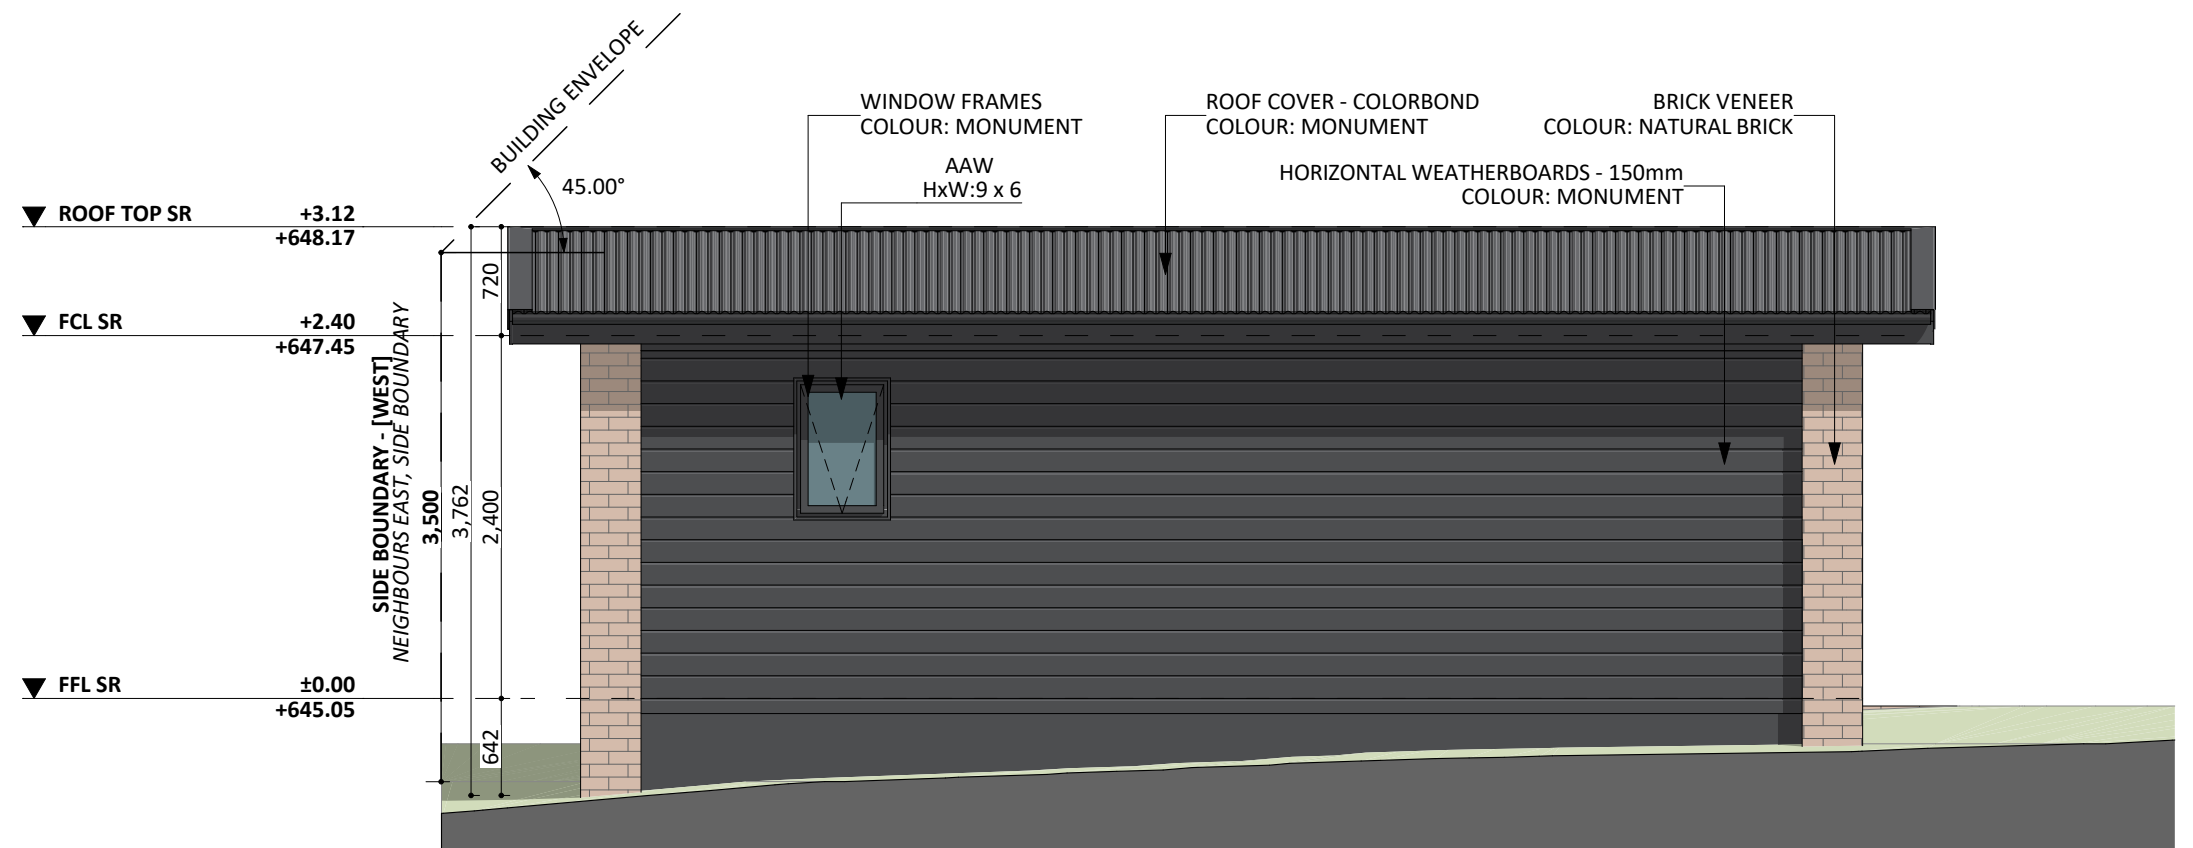 BUILDING ENVELOPE
45.00°
WINDOW FRAMES
COLOUR: MONUMENT
AAW
HxW:9 x 6
ROOF COVER - COLORBOND
COLOUR: MONUMENT
BRICK VENEER
COLOUR: NATURAL BRICK
HORIZONTAL WEATHERBOARDS - 150mm
COLOUR: MONUMENT
ROOF TOP SR +3.12
+648.17
FCL SR +2.40
+647.45
FFL SR ±0.00
+645.05
SIDE BOUNDARY - [WEST]
NEIGHBOURS EAST, SIDE BOUNDARY
3,500
3,762
720
2,400
642